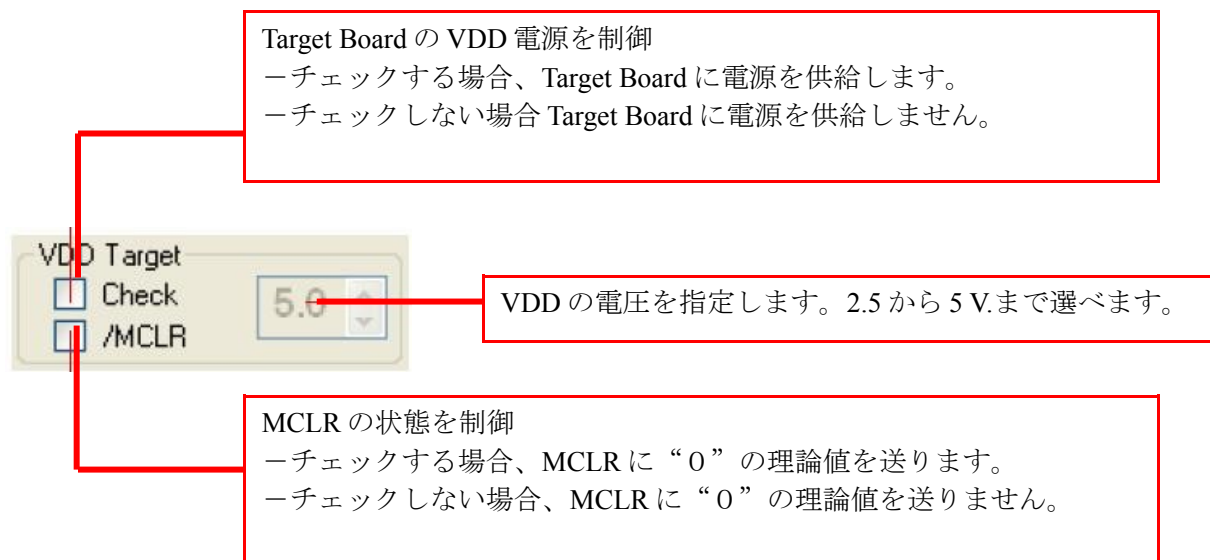 Target Board の VDD 電源を制御
－チェックする場合、Target Board に電源を供給します。
－チェックしない場合 Target Board に電源を供給しません。
VDD Target
Check
5.0
/MCLR
VDD の電圧を指定します。2.5 から 5 V.まで選べます。
MCLR の状態を制御
－チェックする場合、MCLR に“０”の理論値を送ります。
－チェックしない場合、MCLR に“０”の理論値を送りません。